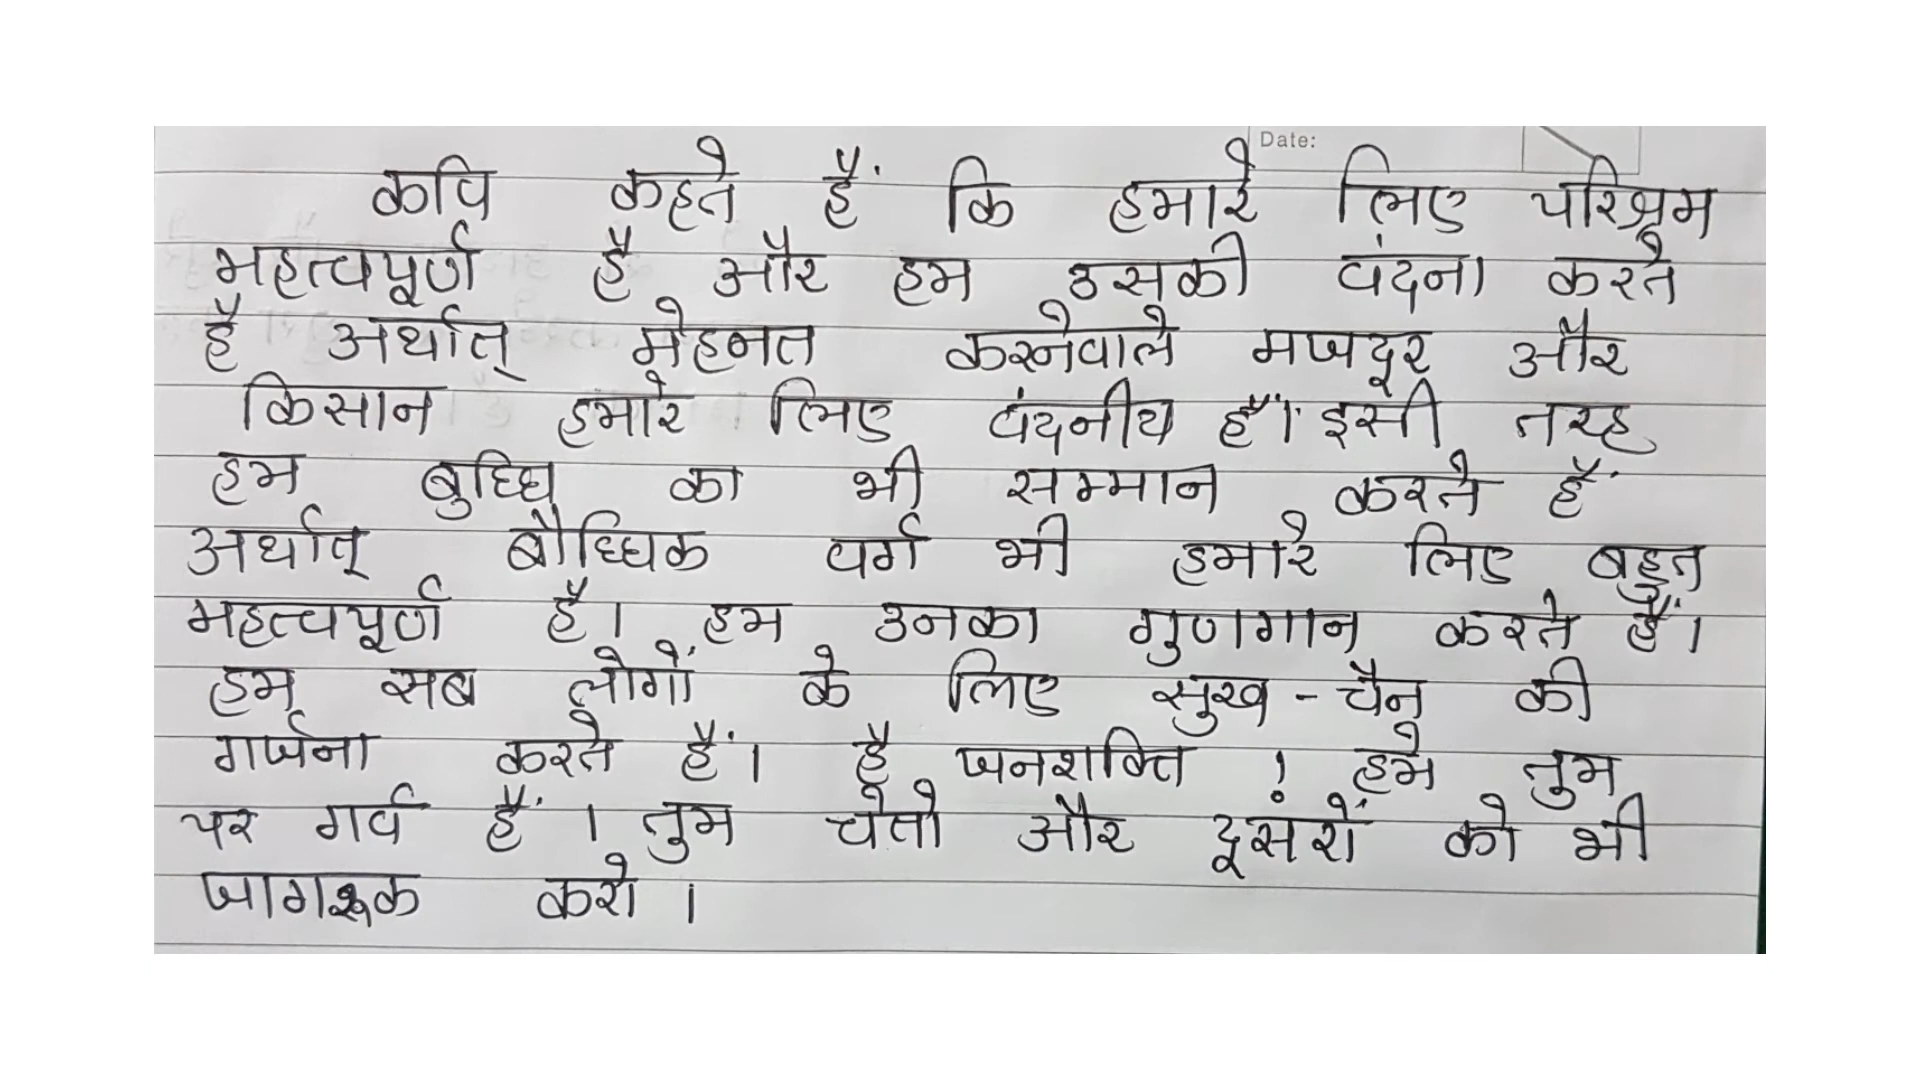 Date:
कवि कहते हैं कि हमारे लिए परिश्रम
महत्त्वपूर्ण है और हम उसकी वंदना करते
है अर्थात् मेहनत करनेवाले मजदूर और
किसान हमारे लिए वंदनीय हैं। इसी तरह
हम बुध्धि का भी सम्मान करते हैं
अर्थात् बौध्धिक वर्ग भी हमारे लिए बहुत
महत्त्वपूर्ण है। हम उनका गुणगान करते हैं।
हम सब लोगों के लिए सुख - चैन की
गर्जना करते हैं। है जनशक्ति ! हमे तुम
पर गर्व हैं । तुम चेतो और दूसरों को भी
जागरूक करो ।